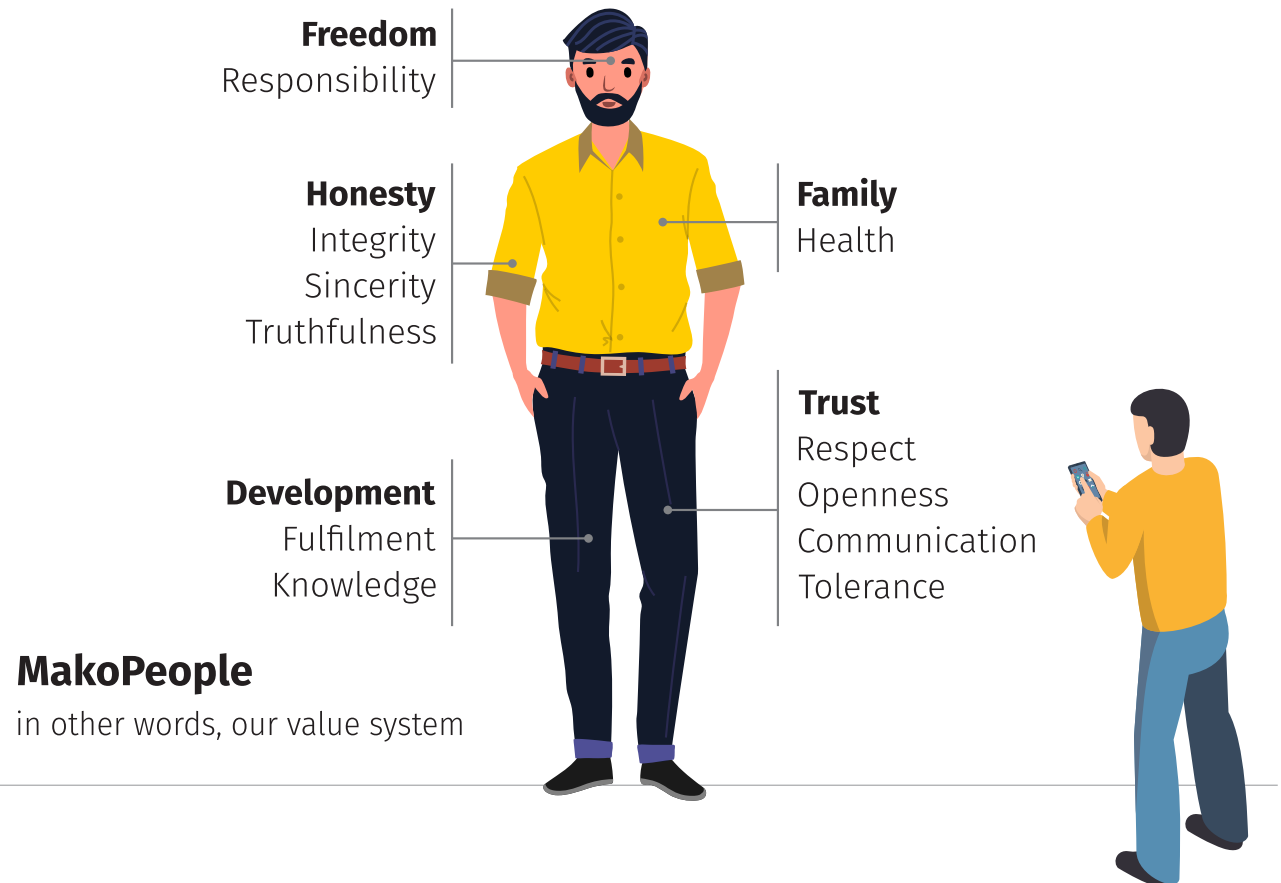 Freedom
Responsibility
Honesty
Integrity
Sincerity
Truthfulness
Family
Health
Development
Fulfilment
Knowledge
Trust
Respect
Openness
Communication
Tolerance
MakoPeople
in other words, our value system